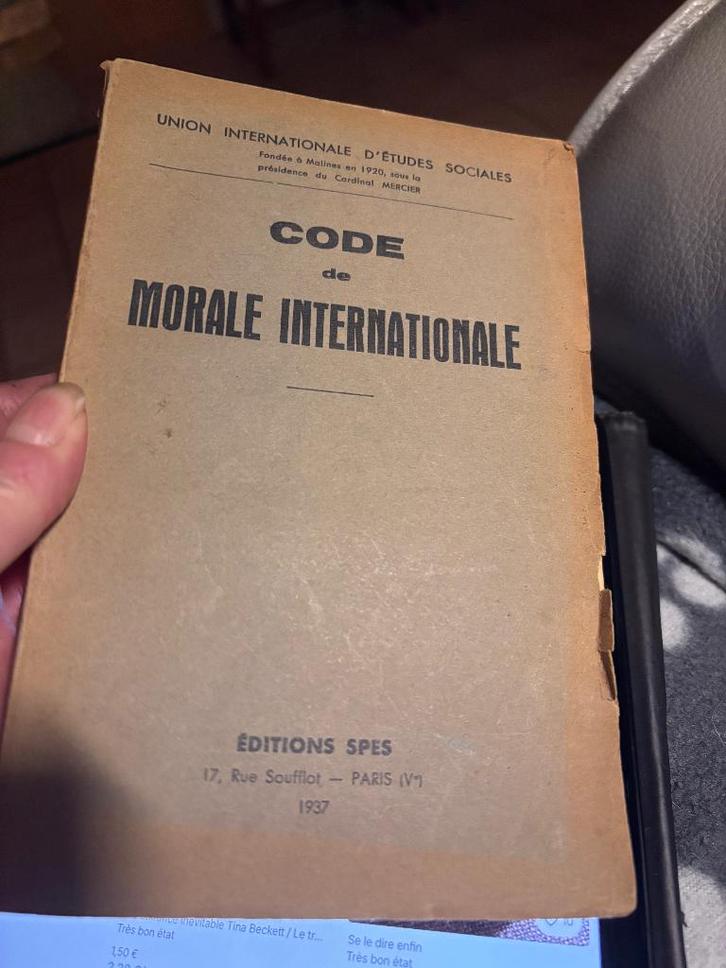 UNION INTERNATIONALE D'ÉTUDES SOCIALES
Fondée à Malines en 1920, sous la
présidence du Cardinal MERCIER
CODE
de
MORALE INTERNATIONALE
ÉDITIONS SPES
17, Rue Soufflot — PARIS (Vᵉ)
1937
inévitable Tina Beckett / Le tr...
Très bon état
1,50 €
Se le dire enfin
Très bon état